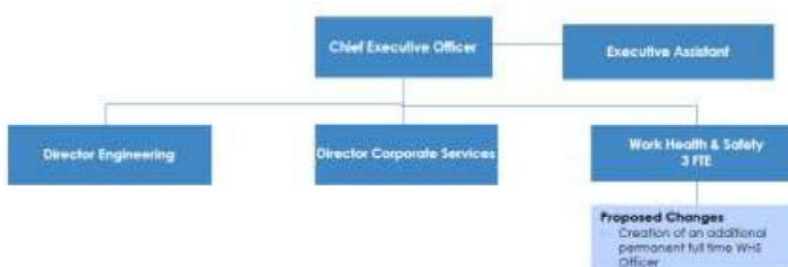 Chief Executive Officer
Executive Assistant
Director Engineering
Director Corporate Services
Work Health & Safety
3 FTE
Proposed Changes
Creation of an additional
permanent full time WHS
Officer